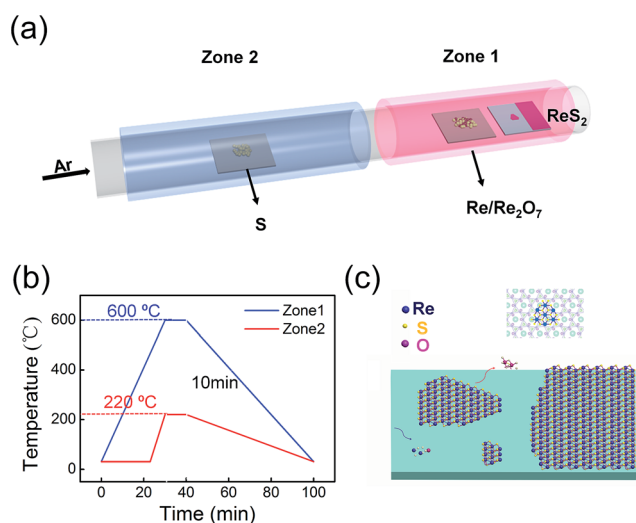 (a)
Zone 2
Zone 1
Ar
S
Re/Re₂O₇
ReS₂
(b)
600 ºC
Zone1
Zone2
220 ºC
10min
Temperature (℃)
600
400
200
0
0 20 40 60 80 100
Time (min)
(c)
Re
S
O